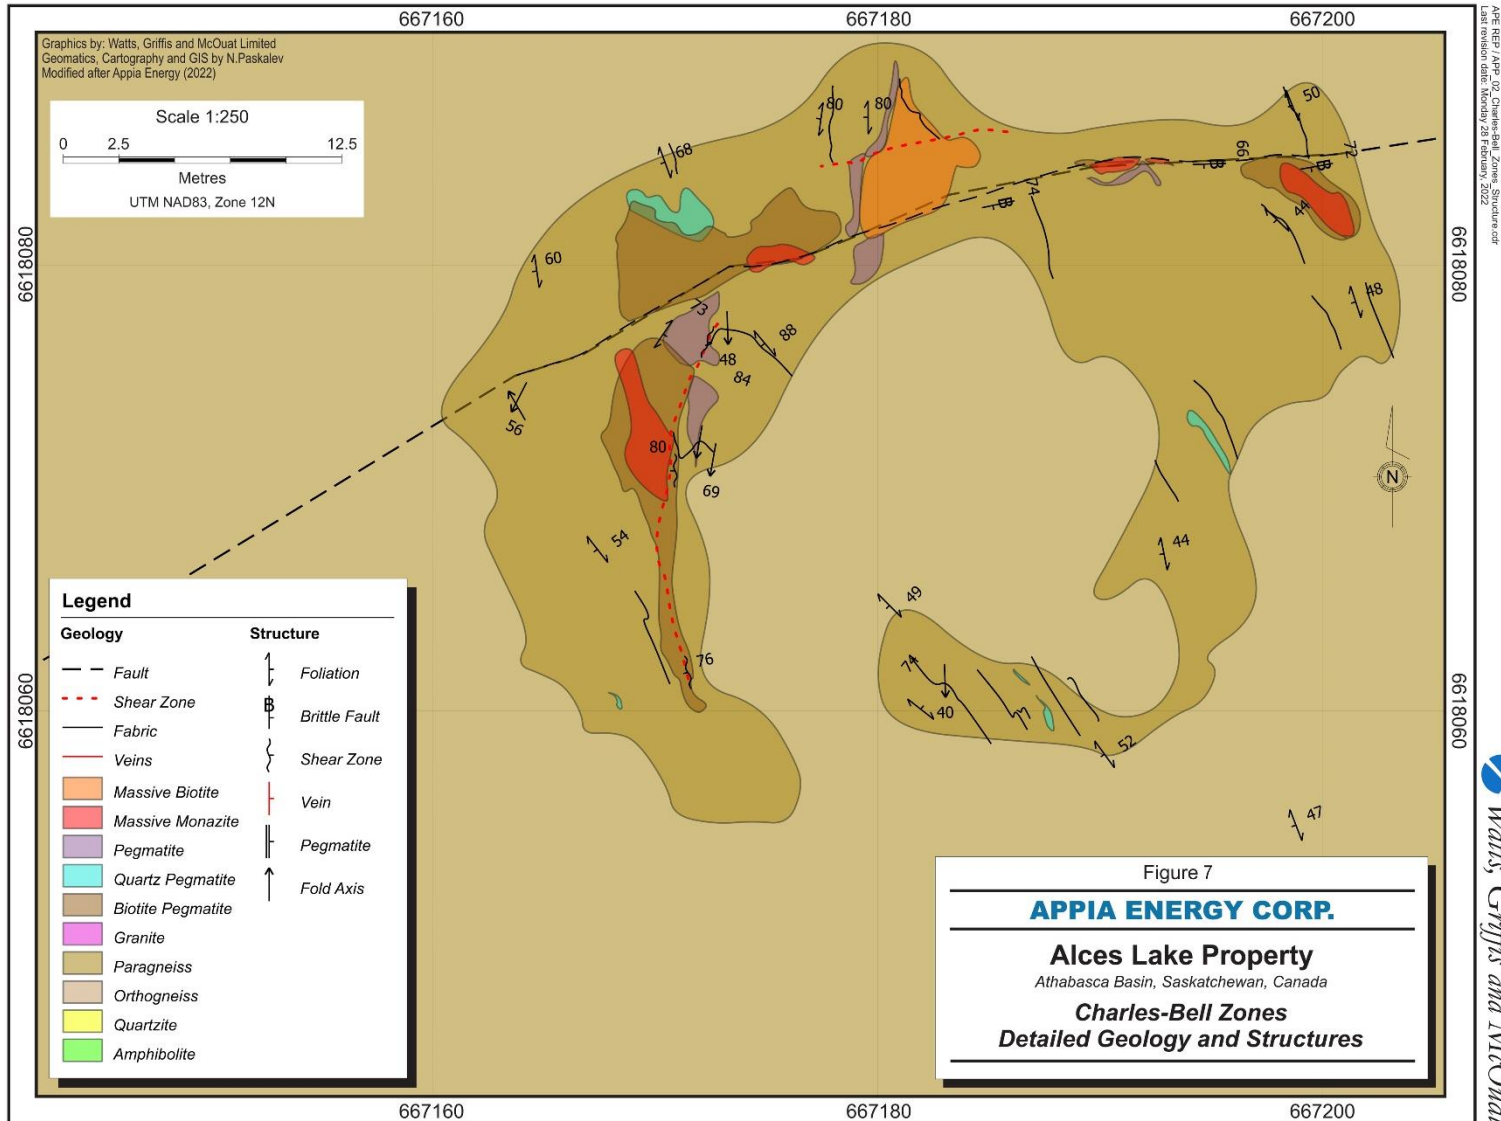 667160
667180
667200
Graphics by: Watts, Griffis and McOuat Limited
Geomatics, Cartography and GIS by N.Paskalev
Modified after Appia Energy (2022)
Scale 1:250
0 2.5 12.5
Metres
UTM NAD83, Zone 12N
APE REP / APP_02_Charles-Bell_Zones_Structure.cdr
Last revision date: Monday 28 February, 2022
6618080
6618080
80
80
50
68
66
72
B
B
74
B
44
60
48
73
88
48
84
56
80
69
54
44
49
76
74
40
52
47
N
6618060
6618060
Legend
Geology
Structure
Fault
Shear Zone
Fabric
Veins
Massive Biotite
Massive Monazite
Pegmatite
Quartz Pegmatite
Biotite Pegmatite
Granite
Paragneiss
Orthogneiss
Quartzite
Amphibolite
Foliation
B
Brittle Fault
Shear Zone
Vein
Pegmatite
Fold Axis
Figure 7
APPIA ENERGY CORP.
Alces Lake Property
Athabasca Basin, Saskatchewan, Canada
Charles-Bell Zones
Detailed Geology and Structures
Watts, Griffis and McOuat
667160
667180
667200